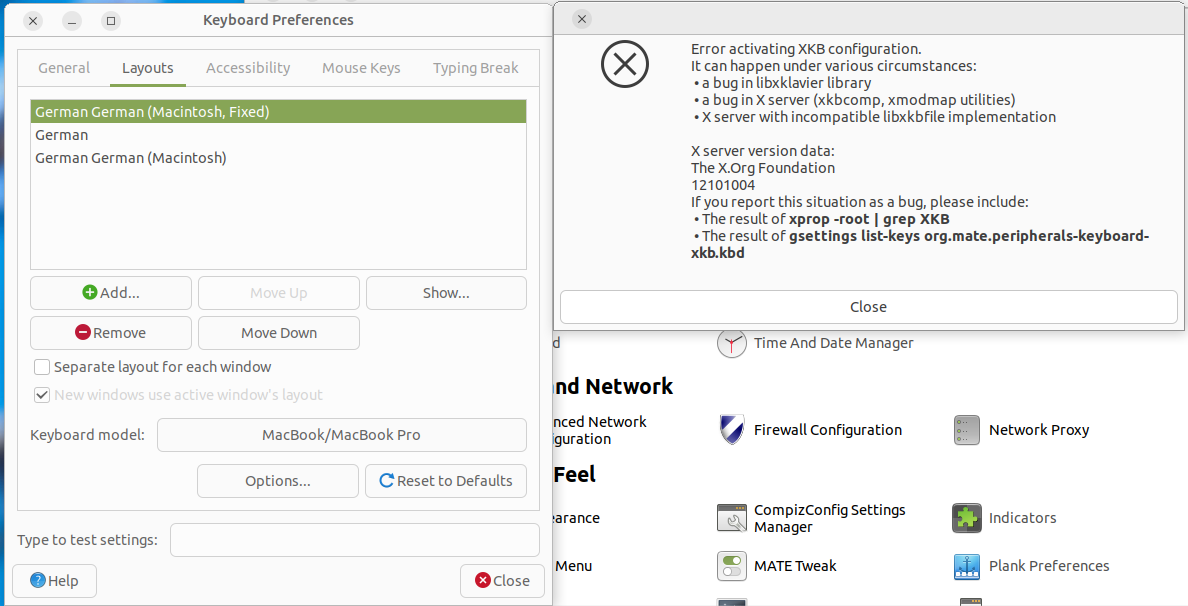 Keyboard Preferences
General
Layouts
Accessibility
Mouse Keys
Typing Break
German German (Macintosh, Fixed)
German
German German (Macintosh)
Add...
Move Up
Show...
Remove
Move Down
Separate layout for each window
New windows use active window's layout
Keyboard model:
MacBook/MacBook Pro
Options...
Reset to Defaults
Type to test settings:
Help
Close
Error activating XKB configuration.
It can happen under various circumstances:
• a bug in libxklavier library
• a bug in X server (xkbcomp, xmodmap utilities)
• X server with incompatible libxkbfile implementation
X server version data:
The X.Org Foundation
12101004
If you report this situation as a bug, please include:
• The result of xprop -root | grep XKB
• The result of gsettings list-keys org.mate.peripherals-keyboard-
xkb.kbd
Close
d
Time And Date Manager
nd Network
nced Network
guration
Firewall Configuration
Network Proxy
Feel
earance
CompizConfig Settings
Manager
Indicators
Menu
MATE Tweak
Plank Preferences